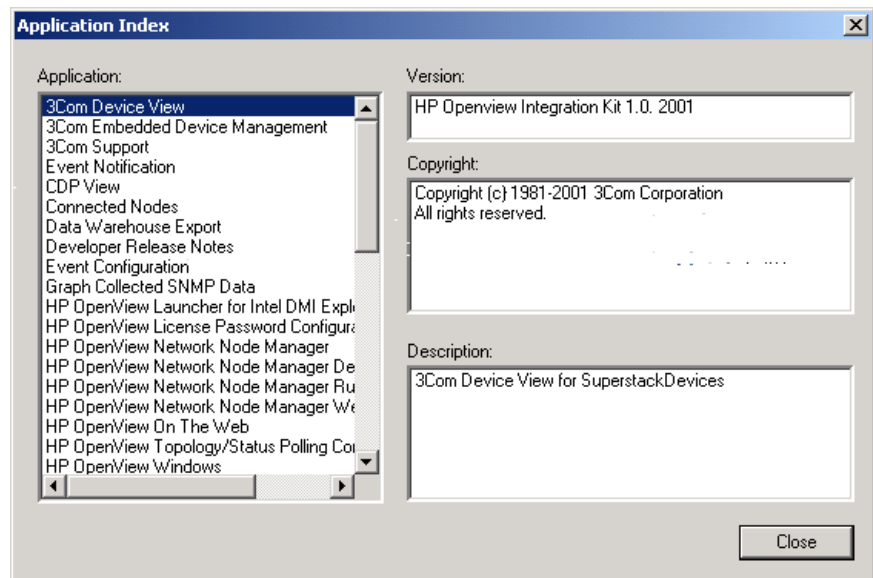 Application Index
Application:
3Com Device View
3Com Embedded Device Management
3Com Support
Event Notification
CDP View
Connected Nodes
Data Warehouse Export
Developer Release Notes
Event Configuration
Graph Collected SNMP Data
HP OpenView Launcher for Intel DMI Expl
HP OpenView License Password Configura
HP OpenView Network Node Manager
HP OpenView Network Node Manager De
HP OpenView Network Node Manager Ru
HP OpenView Network Node Manager We
HP OpenView On The Web
HP OpenView Topology/Status Polling Co
HP OpenView Windows
Version:
HP Openview Integration Kit 1.0. 2001
Copyright:
Copyright (c} 1981-2001 3Com Corporation
All rights reserved.
Description:
3Com Device View for SuperstackDevices
Close